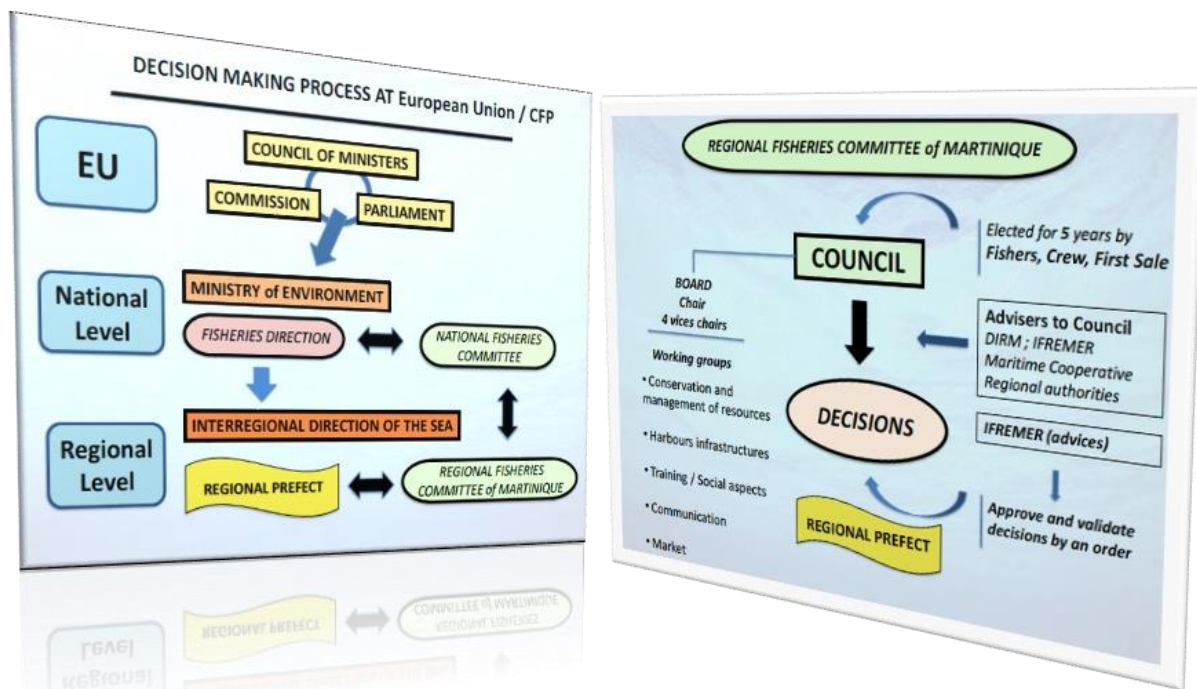 DECISION MAKING PROCESS AT European Union / CFP
EU
COUNCIL OF MINISTERS
COMMISSION
PARLIAMENT
National
Level
MINISTRY of ENVIRONMENT
FISHERIES DIRECTION
NATIONAL FISHERIES
COMMITTEE
Regional
Level
INTERREGIONAL DIRECTION OF THE SEA
REGIONAL PREFECT
REGIONAL FISHERIES
COMMITTEE of MARTINIQUE
REGIONAL FISHERIES COMMITTEE of MARTINIQUE
COUNCIL
Elected for 5 years by
Fishers, Crew, First Sale
BOARD
Chair
4 vices chairs
Working groups
• Conservation and
management of resources
• Harbours infrastructures
• Training / Social aspects
• Communication
• Market
Advisers to Council
DIRM ; IFREMER
Maritime Cooperative
Regional authorities
DECISIONS
IFREMER (advices)
REGIONAL PREFECT
Approve and validate
decisions by an order